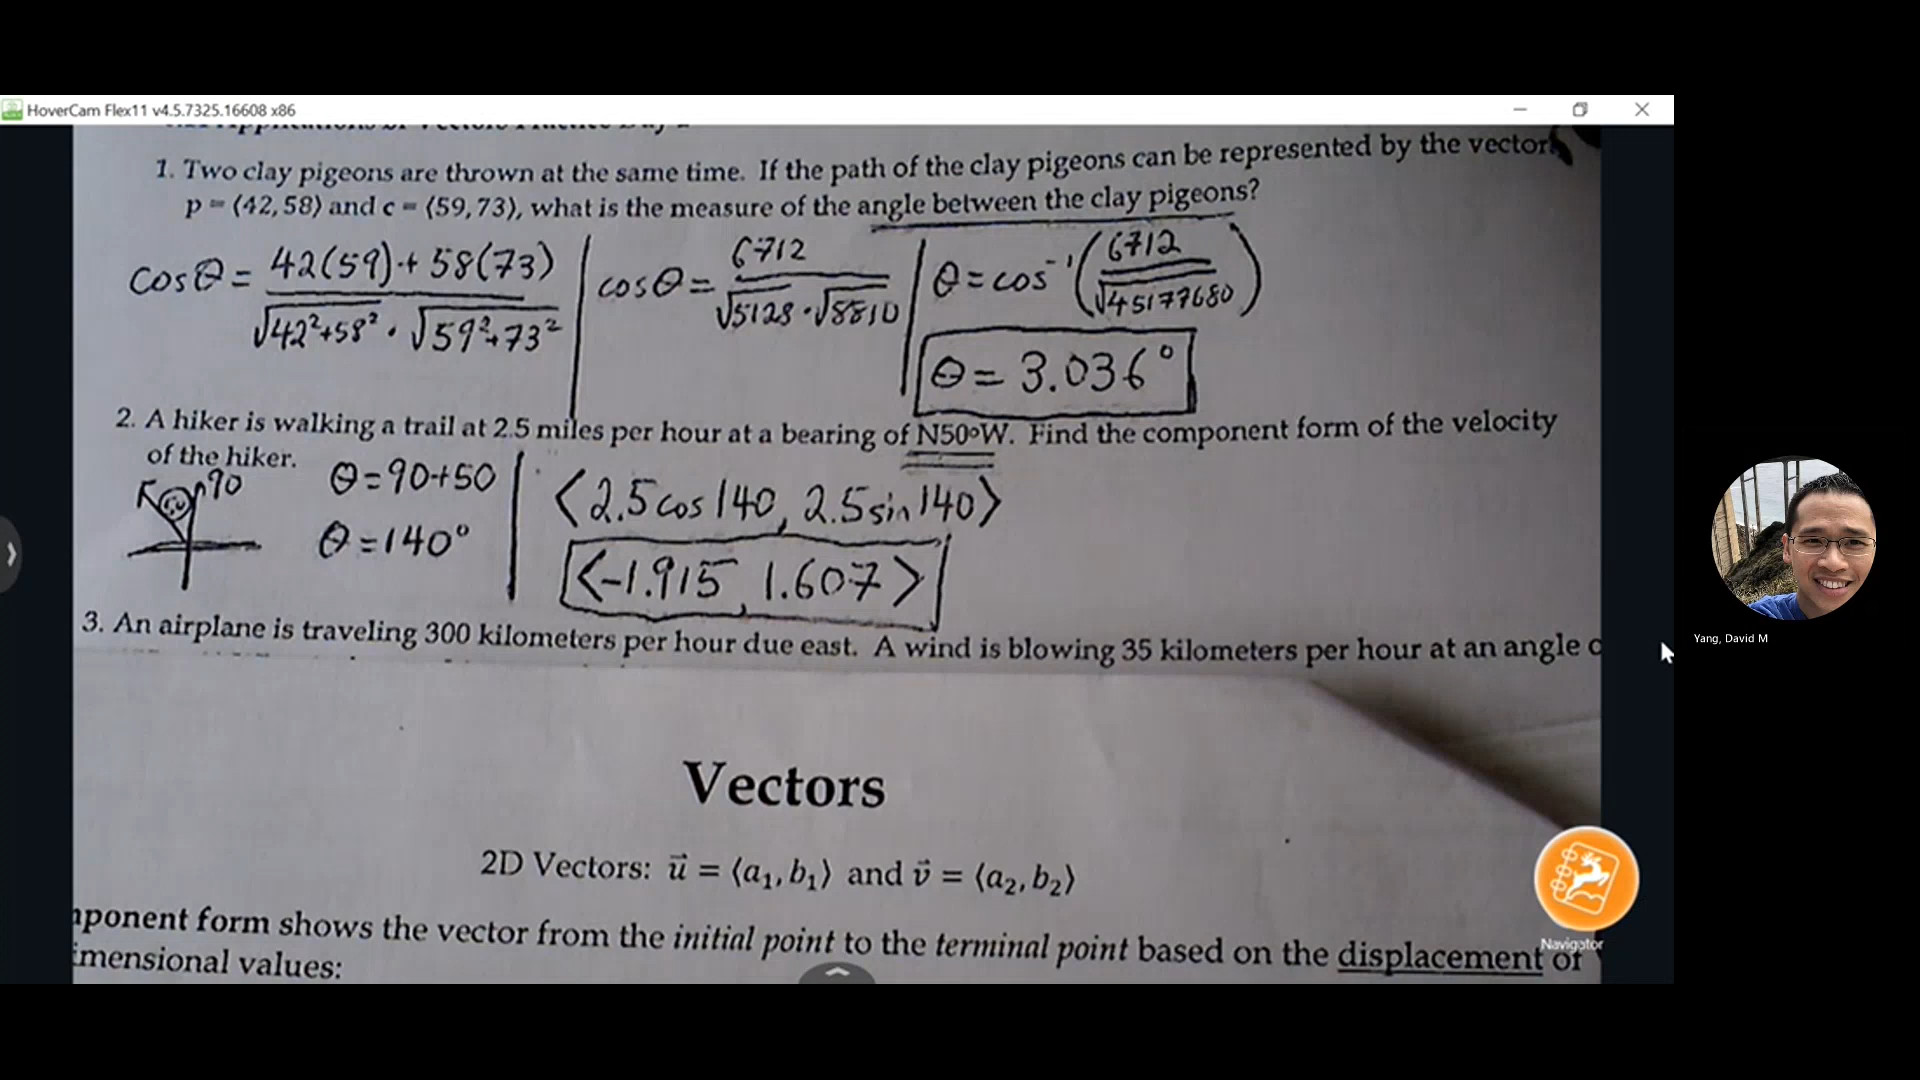 HoverCam Flex11 v4.5.7325.16608 x86
1. Two clay pigeons are thrown at the same time. If the path of the clay pigeons can be represented by the vector
p = ⟨42, 58⟩ and c = ⟨59, 73⟩, what is the measure of the angle between the clay pigeons?
cosθ = 42(59) + 58(73) / √42²+58² · √59²+73²
cosθ = 6712 / √5128 · √8810
θ = cos⁻¹(6712 / √45177680)
θ = 3.036°
2. A hiker is walking a trail at 2.5 miles per hour at a bearing of N50°W. Find the component form of the velocity
of the hiker.
90
θ = 90+50
θ = 140°
⟨2.5 cos 140, 2.5 sin 140⟩
⟨-1.915, 1.607⟩
3. An airplane is traveling 300 kilometers per hour due east. A wind is blowing 35 kilometers per hour at an angle
Vectors
2D Vectors: u⃗ = ⟨a₁, b₁⟩ and v⃗ = ⟨a₂, b₂⟩
ponent form shows the vector from the initial point to the terminal point based on the displacement of
mensional values:
Navigator
Yang, David M